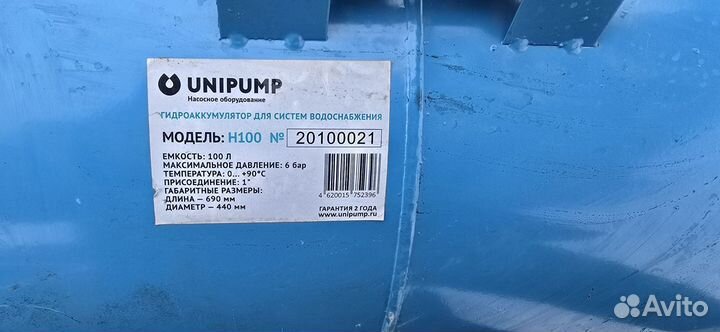 UNIPUMP
Насосное оборудование
ГИДРОАККУМУЛЯТОР ДЛЯ СИСТЕМ ВОДОСНАБЖЕНИЯ
МОДЕЛЬ: H100 № 20100021
ЕМКОСТЬ: 100 Л
МАКСИМАЛЬНОЕ ДАВЛЕНИЕ: 6 бар
ТЕМПЕРАТУРА: 0... +90°С
ПРИСОЕДИНЕНИЕ: 1"
ГАБАРИТНЫЕ РАЗМЕРЫ:
ДЛИНА — 690 мм
ДИАМЕТР — 440 мм
4 620015 752396
ГАРАНТИЯ 2 ГОДА
www.unipump.ru
Avito